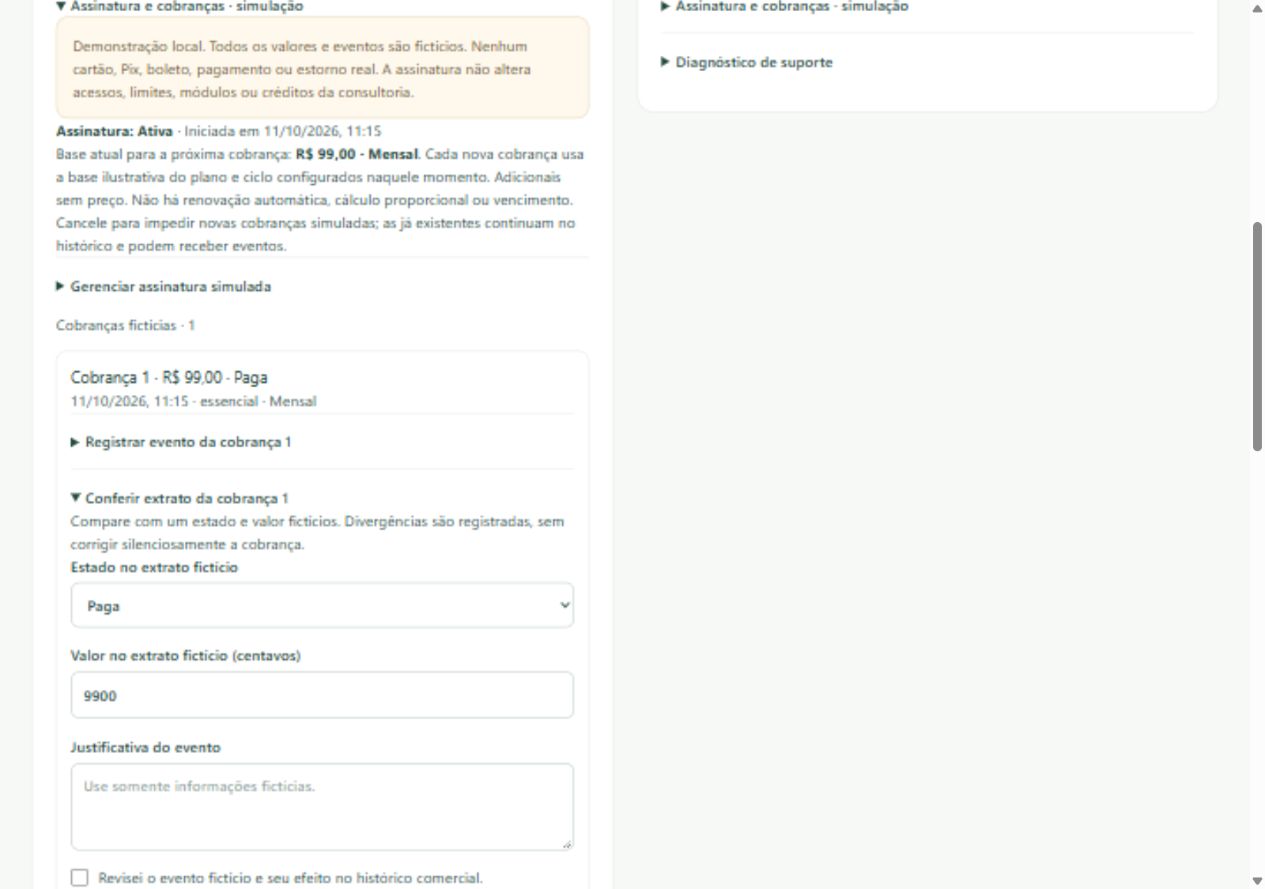 ▼ Assinatura e cobranças · simulação
Demonstração local. Todos os valores e eventos são fictícios. Nenhum
cartão, Pix, boleto, pagamento ou estorno real. A assinatura não altera
acessos, limites, módulos ou créditos da consultoria.
Assinatura: Ativa · Iniciada em 11/10/2026, 11:15
Base atual para a próxima cobrança: R$ 99,00 · Mensal. Cada nova cobrança usa
a base ilustrativa do plano e ciclo configurados naquele momento. Adicionais
sem preço. Não há renovação automática, cálculo proporcional ou vencimento.
Cancele para impedir novas cobranças simuladas; as já existentes continuam no
histórico e podem receber eventos.
▶ Gerenciar assinatura simulada
Cobranças fictícias · 1
Cobrança 1 · R$ 99,00 · Paga
11/10/2026, 11:15 · essencial · Mensal
▶ Registrar evento da cobrança 1
▼ Conferir extrato da cobrança 1
Compare com um estado e valor fictícios. Divergências são registradas, sem
corrigir silenciosamente a cobrança.
Estado no extrato fictício
Paga
Valor no extrato fictício (centavos)
9900
Justificativa do evento
Use somente informações fictícias.
Revisei o evento fictício e seu efeito no histórico comercial.
▶ Assinatura e cobranças · simulação
▶ Diagnóstico de suporte